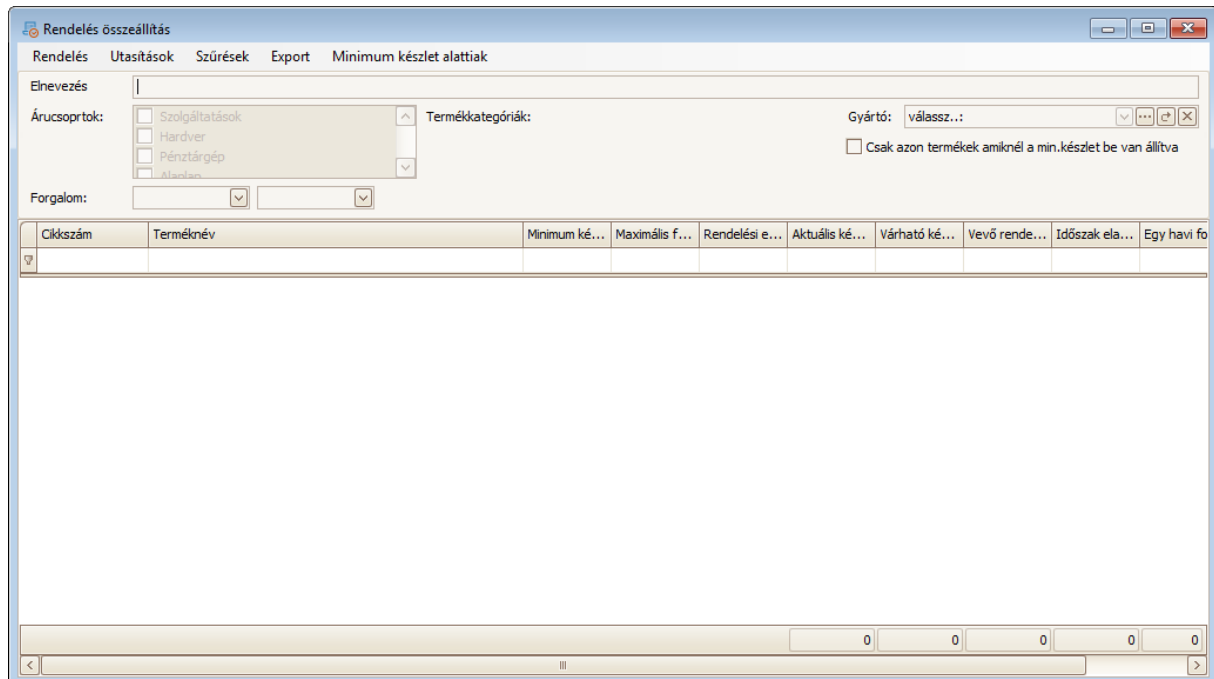 Rendelés összeállítás
Rendelés Utasítások Szűrések Export Minimum készlet alattiak
Elnevezés
Árucsoprtok: Szolgáltatások Termékkategóriák: Gyártó: válassz..:
Hardver
Csak azon termékek amiknél a min.készlet be van állítva
Pénztárgép
Alaplap
Forgalom:
Cikkszám Terméknév Minimum ké... Maximális f... Rendelési e... Aktuális ké... Várható ké... Vevő rende... Időszak ela... Egy havi fo
0 0 0 0 0